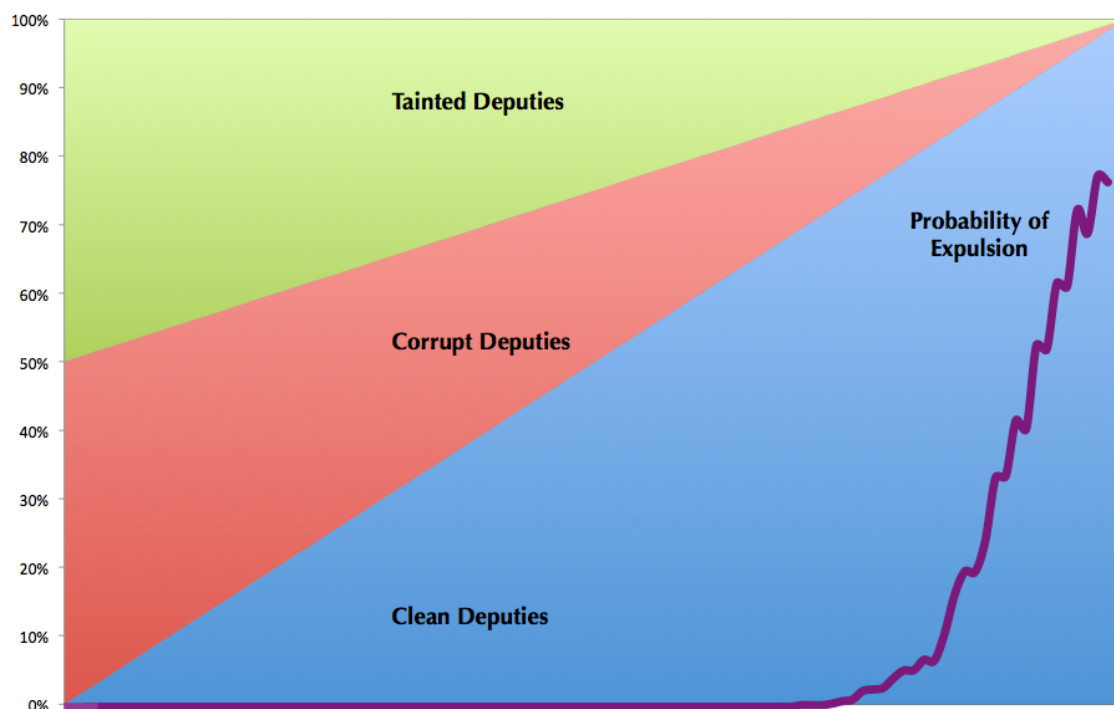 100%
90%
80%
70%
60%
50%
40%
30%
20%
10%
0%
Tainted Deputies
Probability of
Expulsion
Corrupt Deputies
Clean Deputies